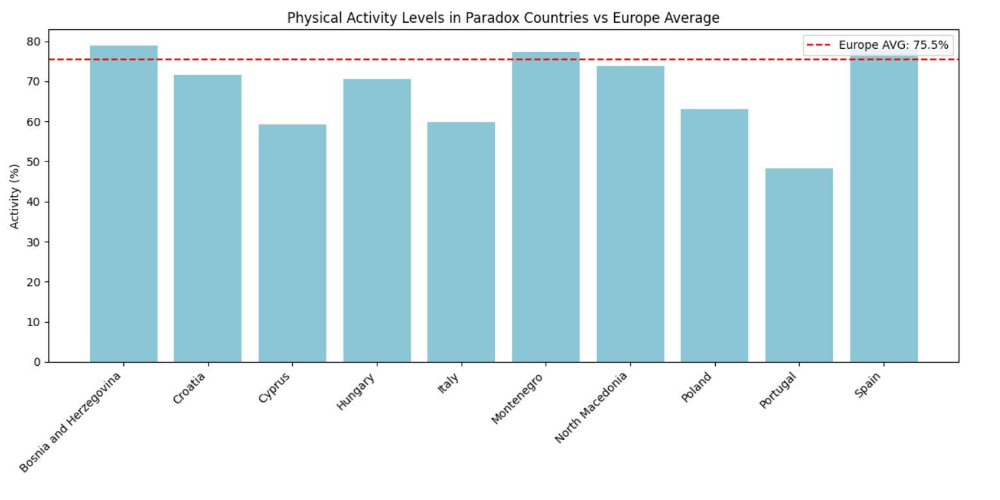 Physical Activity Levels in Paradox Countries vs Europe Average
Europe AVG: 75.5%
Activity (%)
80
70
60
50
40
30
20
10
0
Bosnia and Herzegovina
Croatia
Cyprus
Hungary
Italy
Montenegro
North Macedonia
Poland
Portugal
Spain